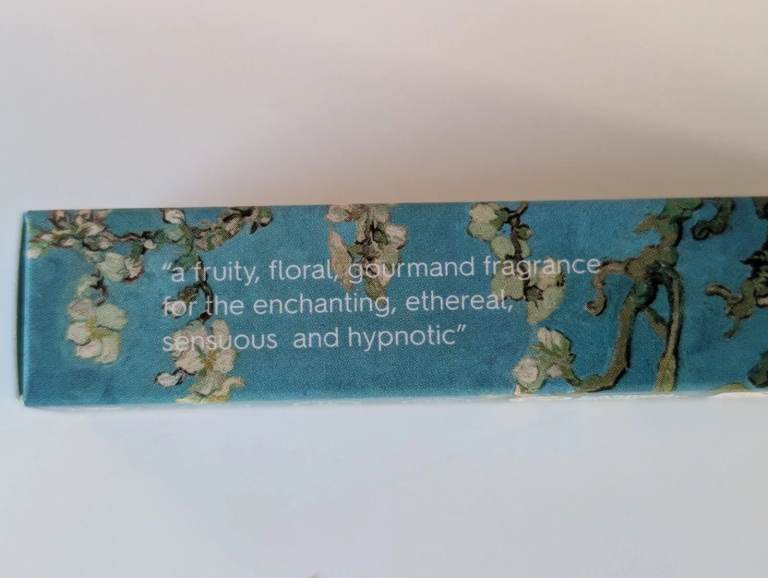 "a fruity, floral, gourmand fragrance
for the enchanting, ethereal,
sensuous  and hypnotic"